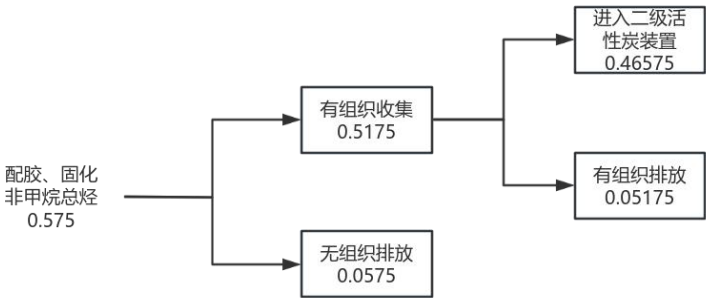 配胶、固化
非甲烷总烃
0.575
有组织收集
0.5175
无组织排放
0.0575
进入二级活
性炭装置
0.46575
有组织排放
0.05175